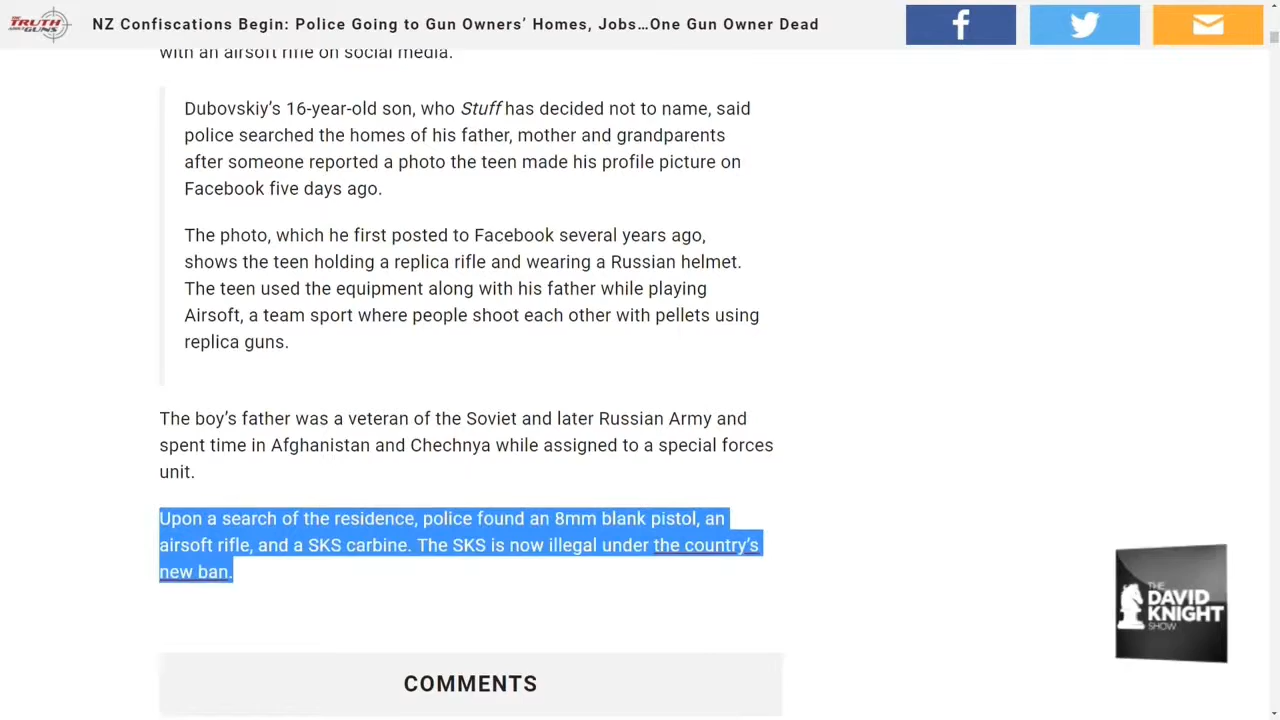 THE TRUTH ABOUT GUNS
NZ Confiscations Begin: Police Going to Gun Owners’ Homes, Jobs…One Gun Owner Dead
with an airsoft rifle on social media.
Dubovskiy’s 16-year-old son, who Stuff has decided not to name, said
police searched the homes of his father, mother and grandparents
after someone reported a photo the teen made his profile picture on
Facebook five days ago.
The photo, which he first posted to Facebook several years ago,
shows the teen holding a replica rifle and wearing a Russian helmet.
The teen used the equipment along with his father while playing
Airsoft, a team sport where people shoot each other with pellets using
replica guns.
The boy’s father was a veteran of the Soviet and later Russian Army and
spent time in Afghanistan and Chechnya while assigned to a special forces
unit.
Upon a search of the residence, police found an 8mm blank pistol, an
airsoft rifle, and a SKS carbine. The SKS is now illegal under the country’s
new ban.
THE
DAVID
KNIGHT
SHOW
COMMENTS